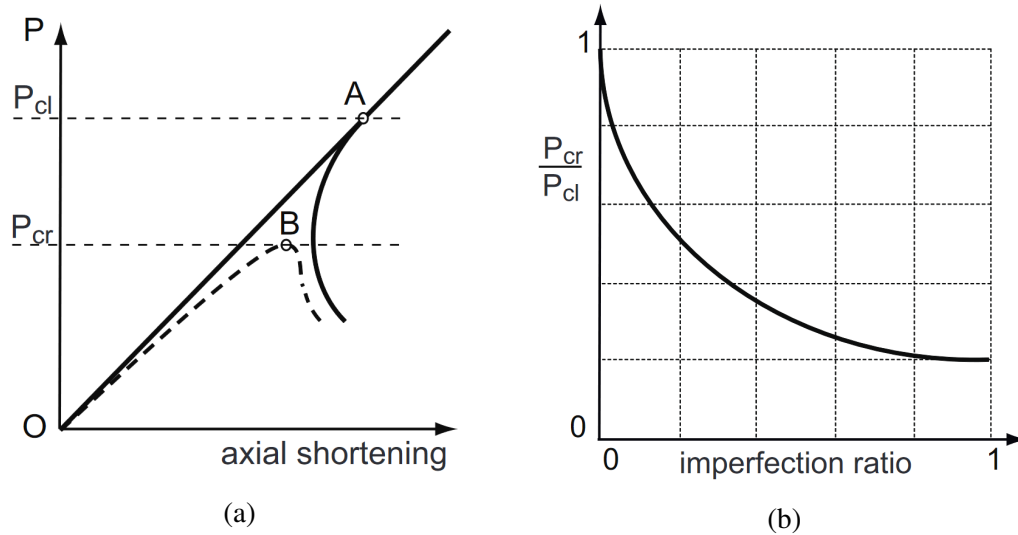 P
P_cl
A
P_cr
B
O
axial shortening
(a)
1
P_cr
P_cl
0
0
imperfection ratio
1
(b)